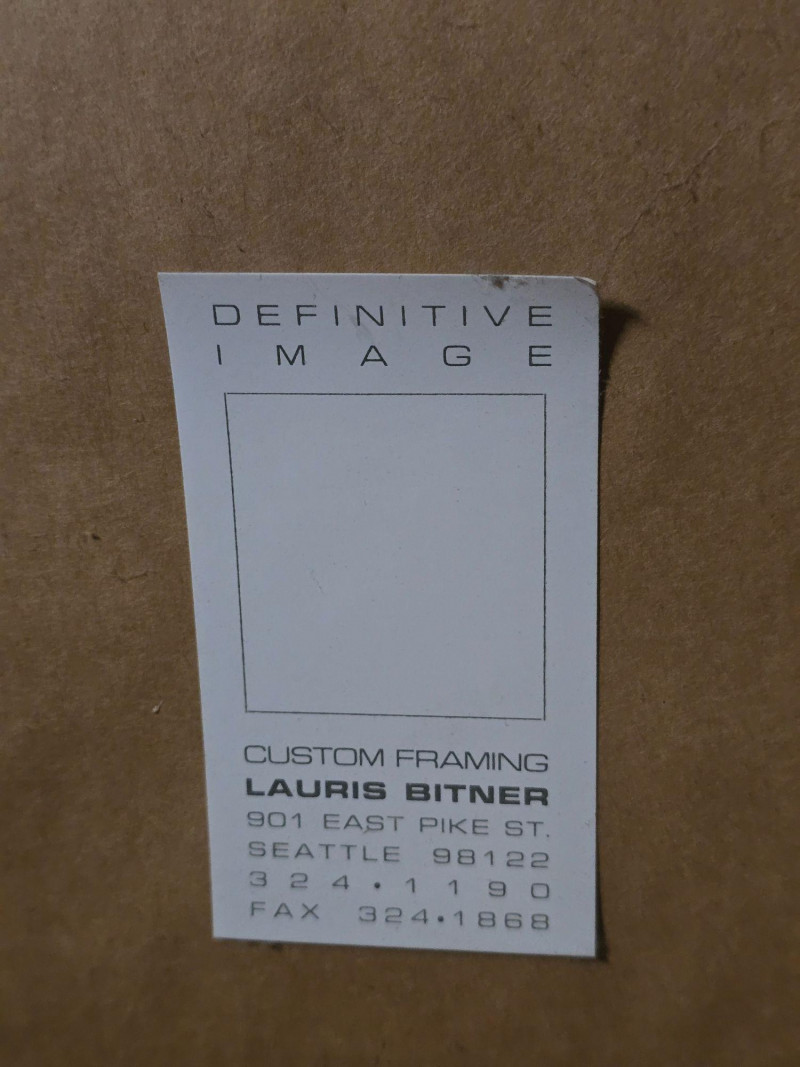 DEFINITIVE
IMAGE
CUSTOM FRAMING
LAURIS BITNER
901 EAST PIKE ST.
SEATTLE 98122
324•1190
FAX 324•1868